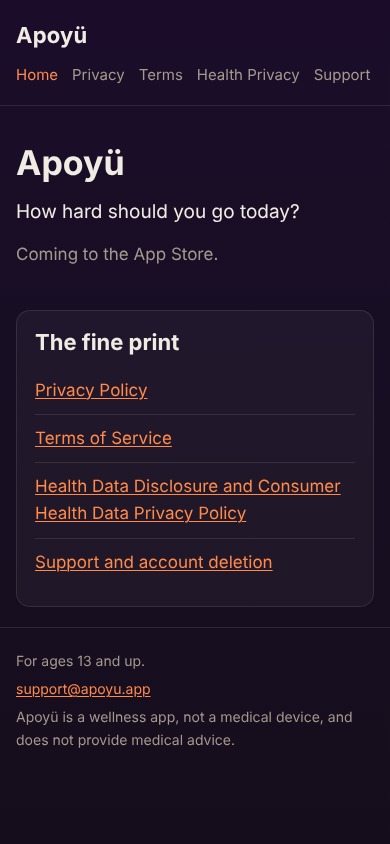 Apoyü
Home Privacy Terms Health Privacy Support
Apoyü
How hard should you go today?
Coming to the App Store.
The fine print
Privacy Policy
Terms of Service
Health Data Disclosure and Consumer
Health Data Privacy Policy
Support and account deletion
For ages 13 and up.
support@apoyu.app
Apoyü is a wellness app, not a medical device, and
does not provide medical advice.